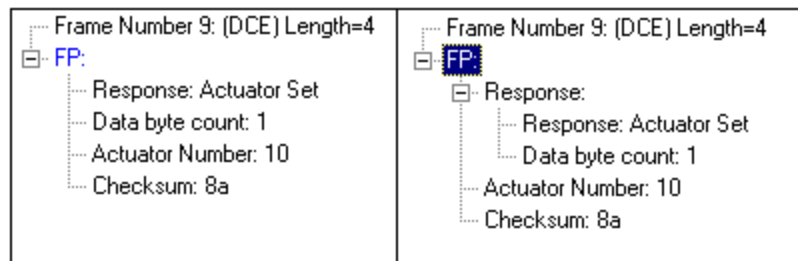 Frame Number 9: (DCE) Length=4
FP:
Response: Actuator Set
Data byte count: 1
Actuator Number: 10
Checksum: 8a
Frame Number 9: (DCE) Length=4
FP:
Response:
Response: Actuator Set
Data byte count: 1
Actuator Number: 10
Checksum: 8a